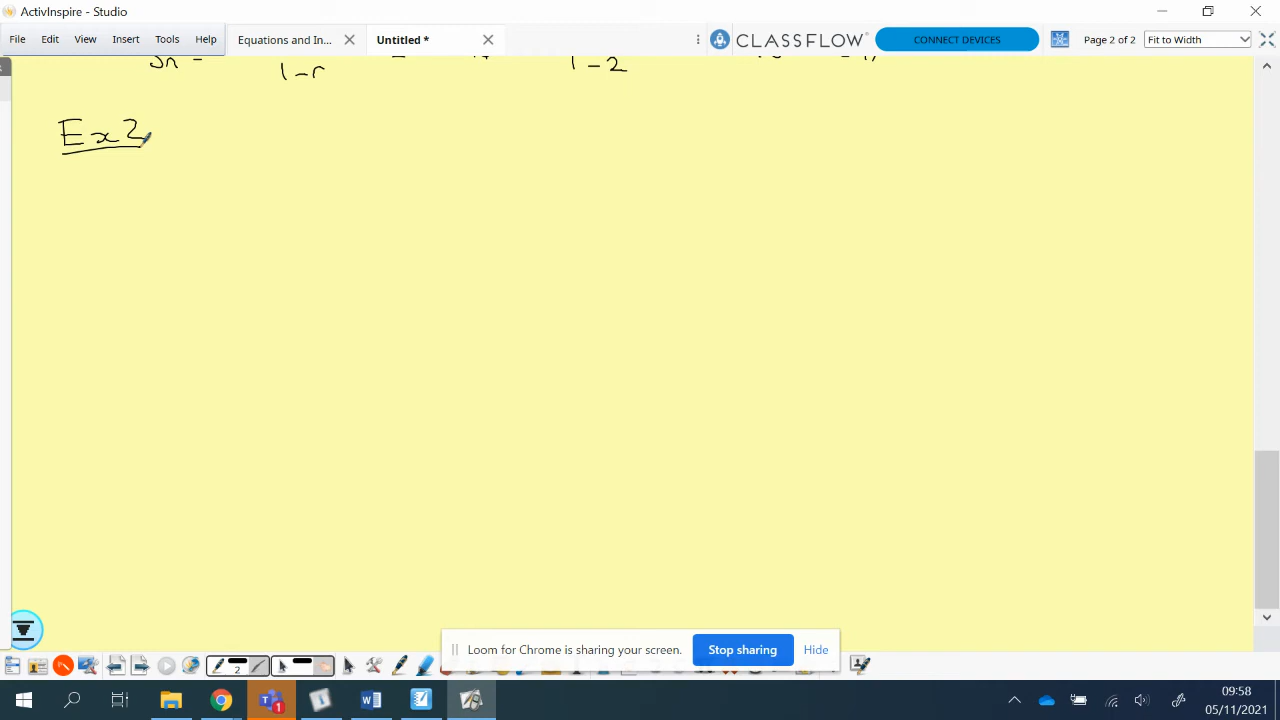 ActivInspire - Studio
File Edit View Insert Tools Help Equations and In... Untitled * CLASSFLOW CONNECT DEVICES Page 2 of 2 Fit to Width
1-r 1-2
Ex2
Loom for Chrome is sharing your screen. Stop sharing Hide
2
1
09:58
05/11/2021